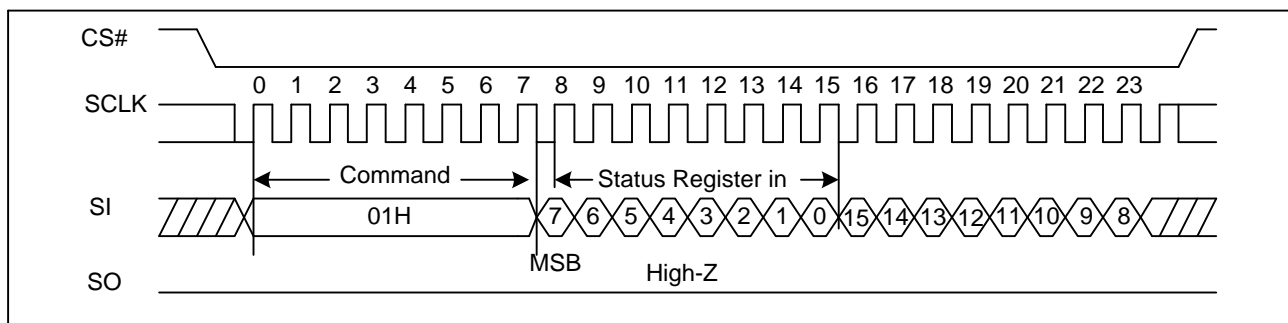 CS#
0 1 2 3 4 5 6 7 8 9 10 11 12 13 14 15 16 17 18 19 20 21 22 23
SCLK
Command Status Register in
SI 01H 7 6 5 4 3 2 1 0 15 14 13 12 11 10 9 8
MSB High-Z
SO